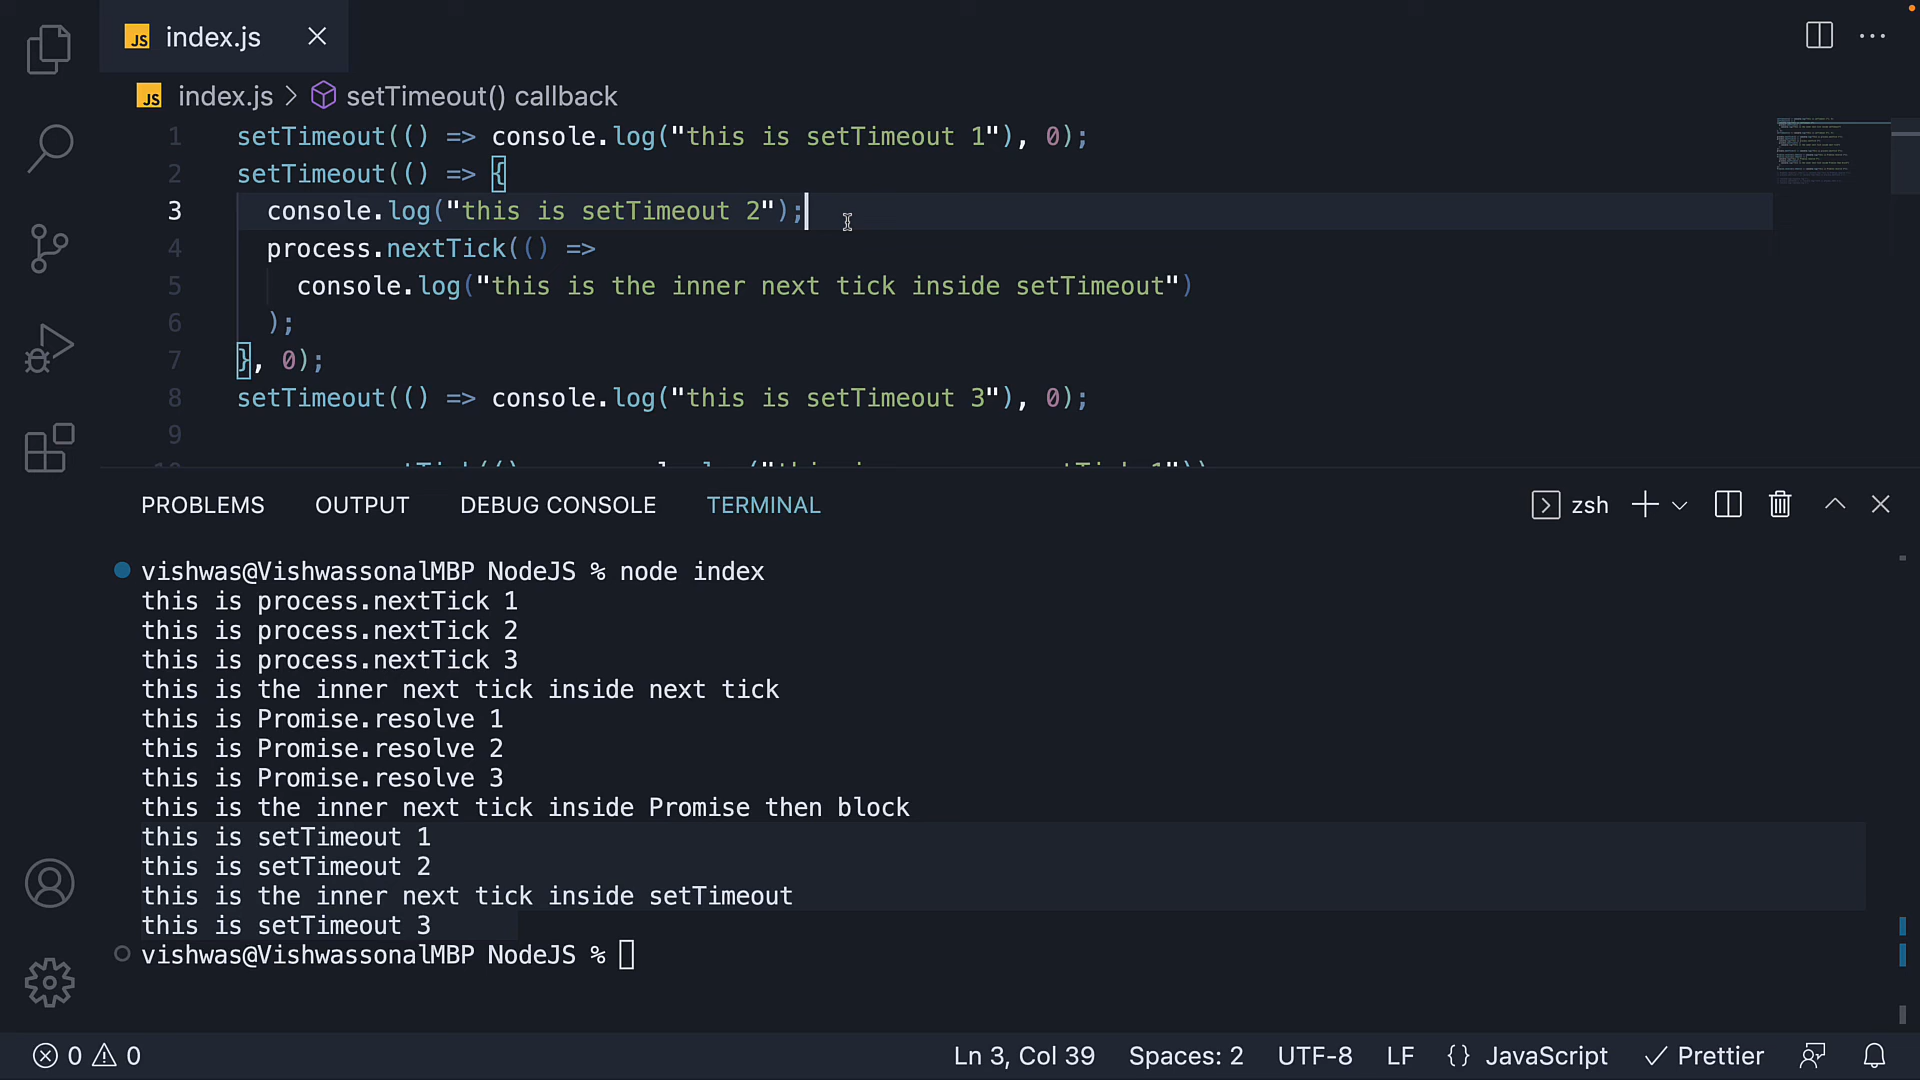 JS index.js
JS index.js > setTimeout() callback
1 setTimeout(() => console.log("this is setTimeout 1"), 0);
2 setTimeout(() => {
3 console.log("this is setTimeout 2");
4 process.nextTick(() =>
5 console.log("this is the inner next tick inside setTimeout")
6 );
7 }, 0);
8 setTimeout(() => console.log("this is setTimeout 3"), 0);
9
PROBLEMS OUTPUT DEBUG CONSOLE TERMINAL zsh
vishwas@VishwassonalMBP NodeJS % node index
this is process.nextTick 1
this is process.nextTick 2
this is process.nextTick 3
this is the inner next tick inside next tick
this is Promise.resolve 1
this is Promise.resolve 2
this is Promise.resolve 3
this is the inner next tick inside Promise then block
this is setTimeout 1
this is setTimeout 2
this is the inner next tick inside setTimeout
this is setTimeout 3
vishwas@VishwassonalMBP NodeJS %
0 0 Ln 3, Col 39 Spaces: 2 UTF-8 LF {} JavaScript Prettier